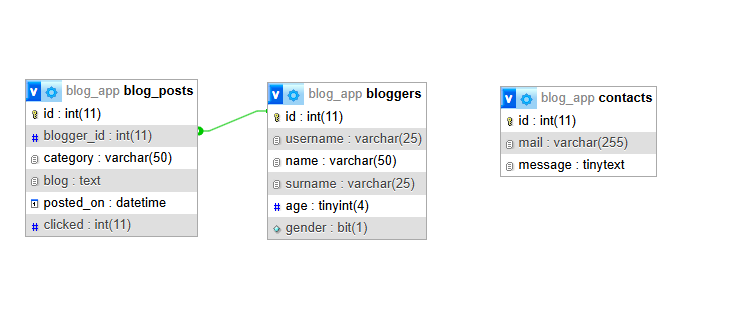 v blog_app blog_posts
id : int(11)
# blogger_id : int(11)
category : varchar(50)
blog : text
posted_on : datetime
# clicked : int(11)
v blog_app bloggers
id : int(11)
username : varchar(25)
name : varchar(50)
surname : varchar(25)
# age : tinyint(4)
gender : bit(1)
v blog_app contacts
id : int(11)
mail : varchar(255)
message : tinytext